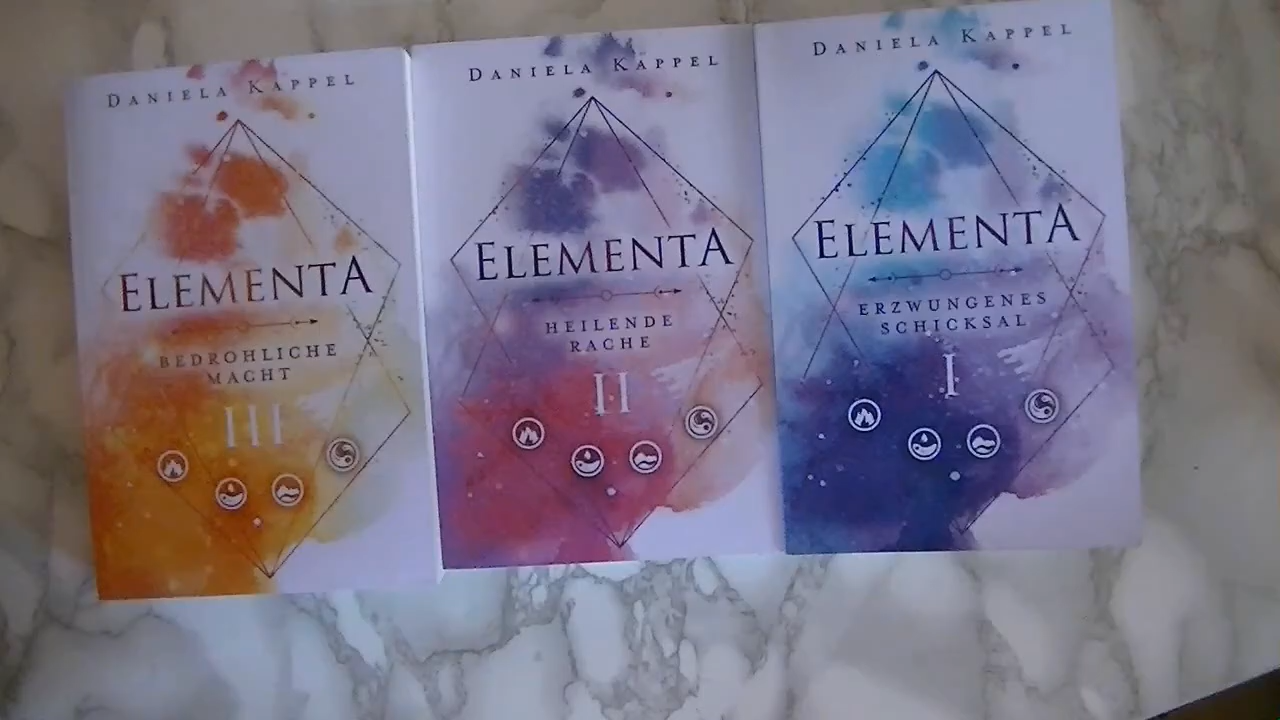 DANIELA KAPPEL
ELEMENTA
BEDROHLICHE
MACHT
III
DANIELA KAPPEL
ELEMENTA
HEILENDE
RACHE
II
DANIELA KAPPEL
ELEMENTA
ERZWUNGENES
SCHICKSAL
I